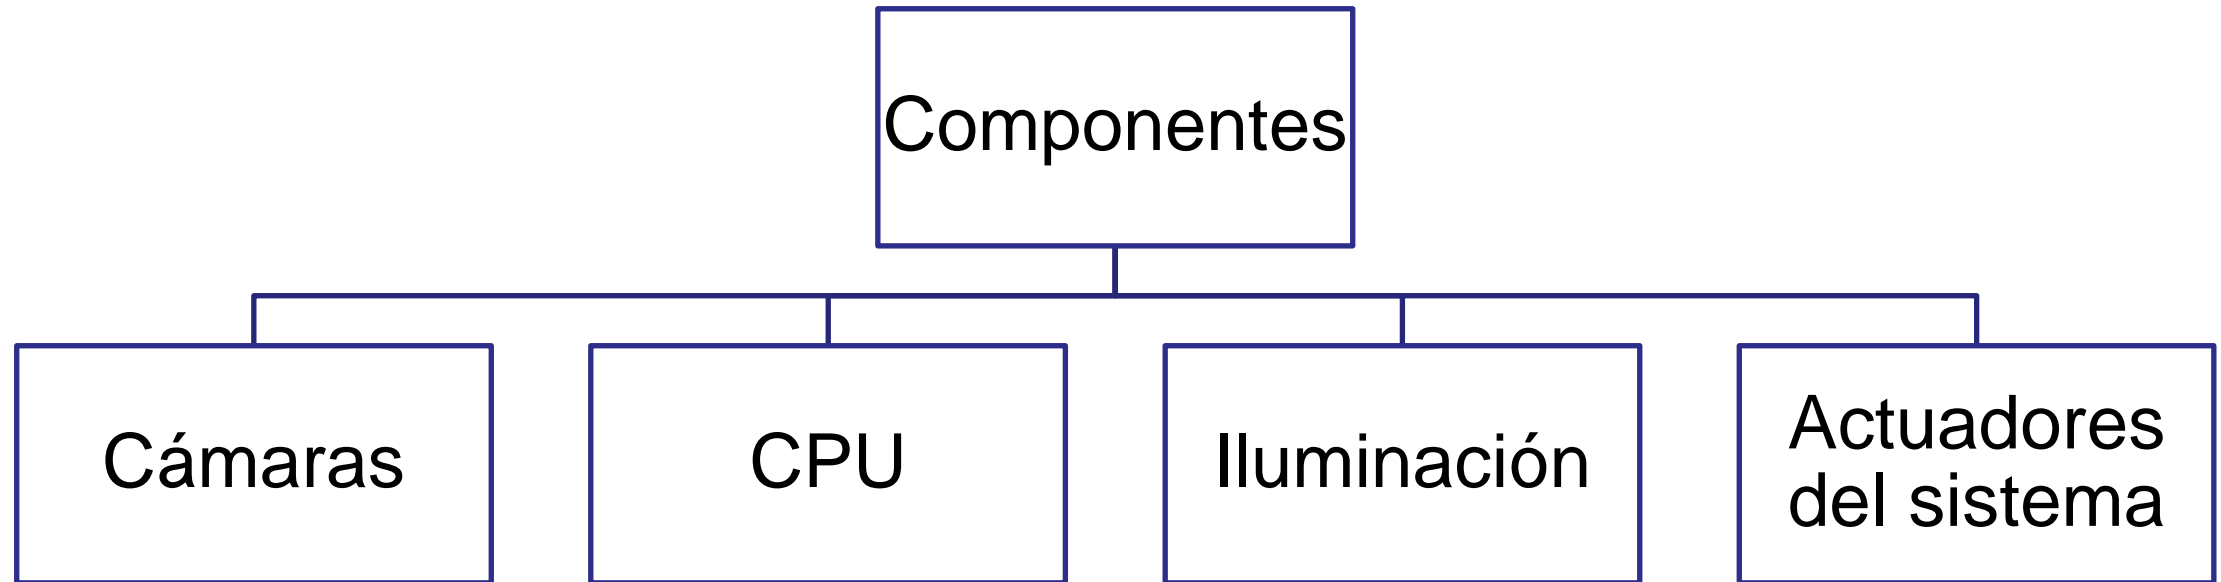 Componentes
Cámaras
CPU
Iluminación
Actuadores
del sistema